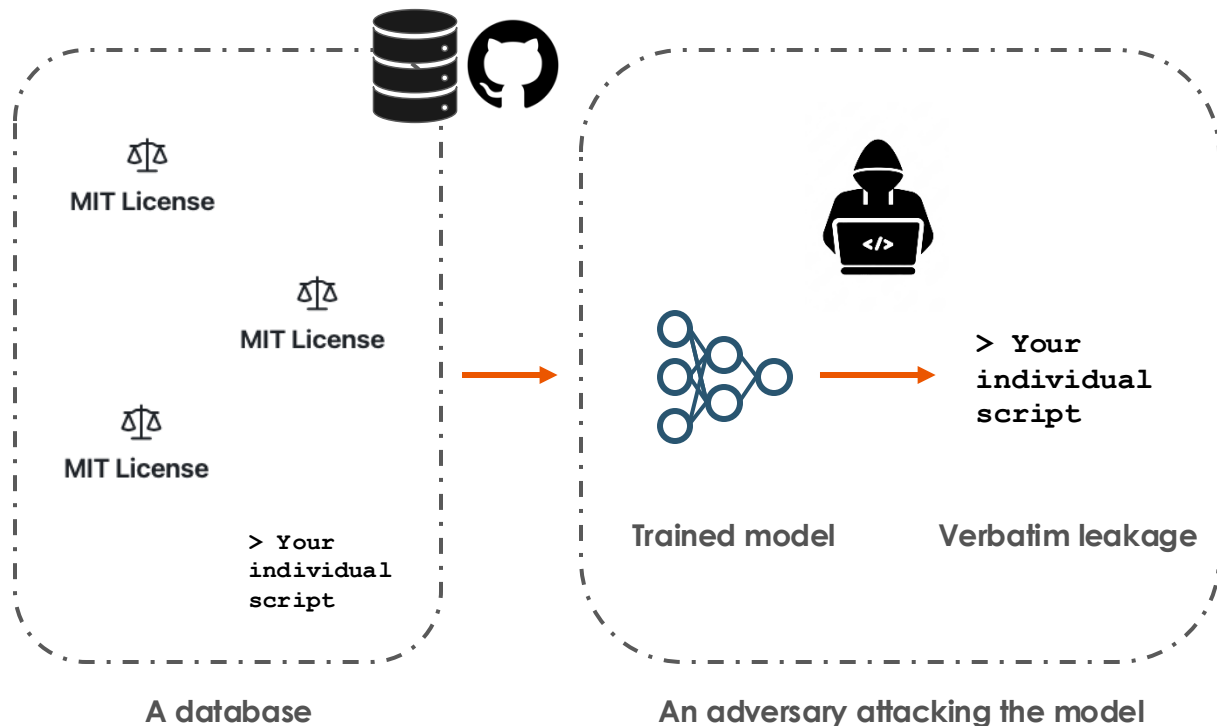 MIT License
MIT License
MIT License
> Your
individual
script
A database
</>
> Your
individual
script
Trained model
Verbatim leakage
An adversary attacking the model